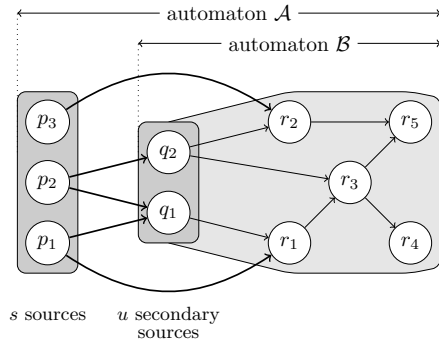 automaton 𝒜
automaton ℬ
p₃
r₂
r₅
q₂
p₂
r₃
q₁
p₁
r₁
r₄
s sources
u secondary
sources